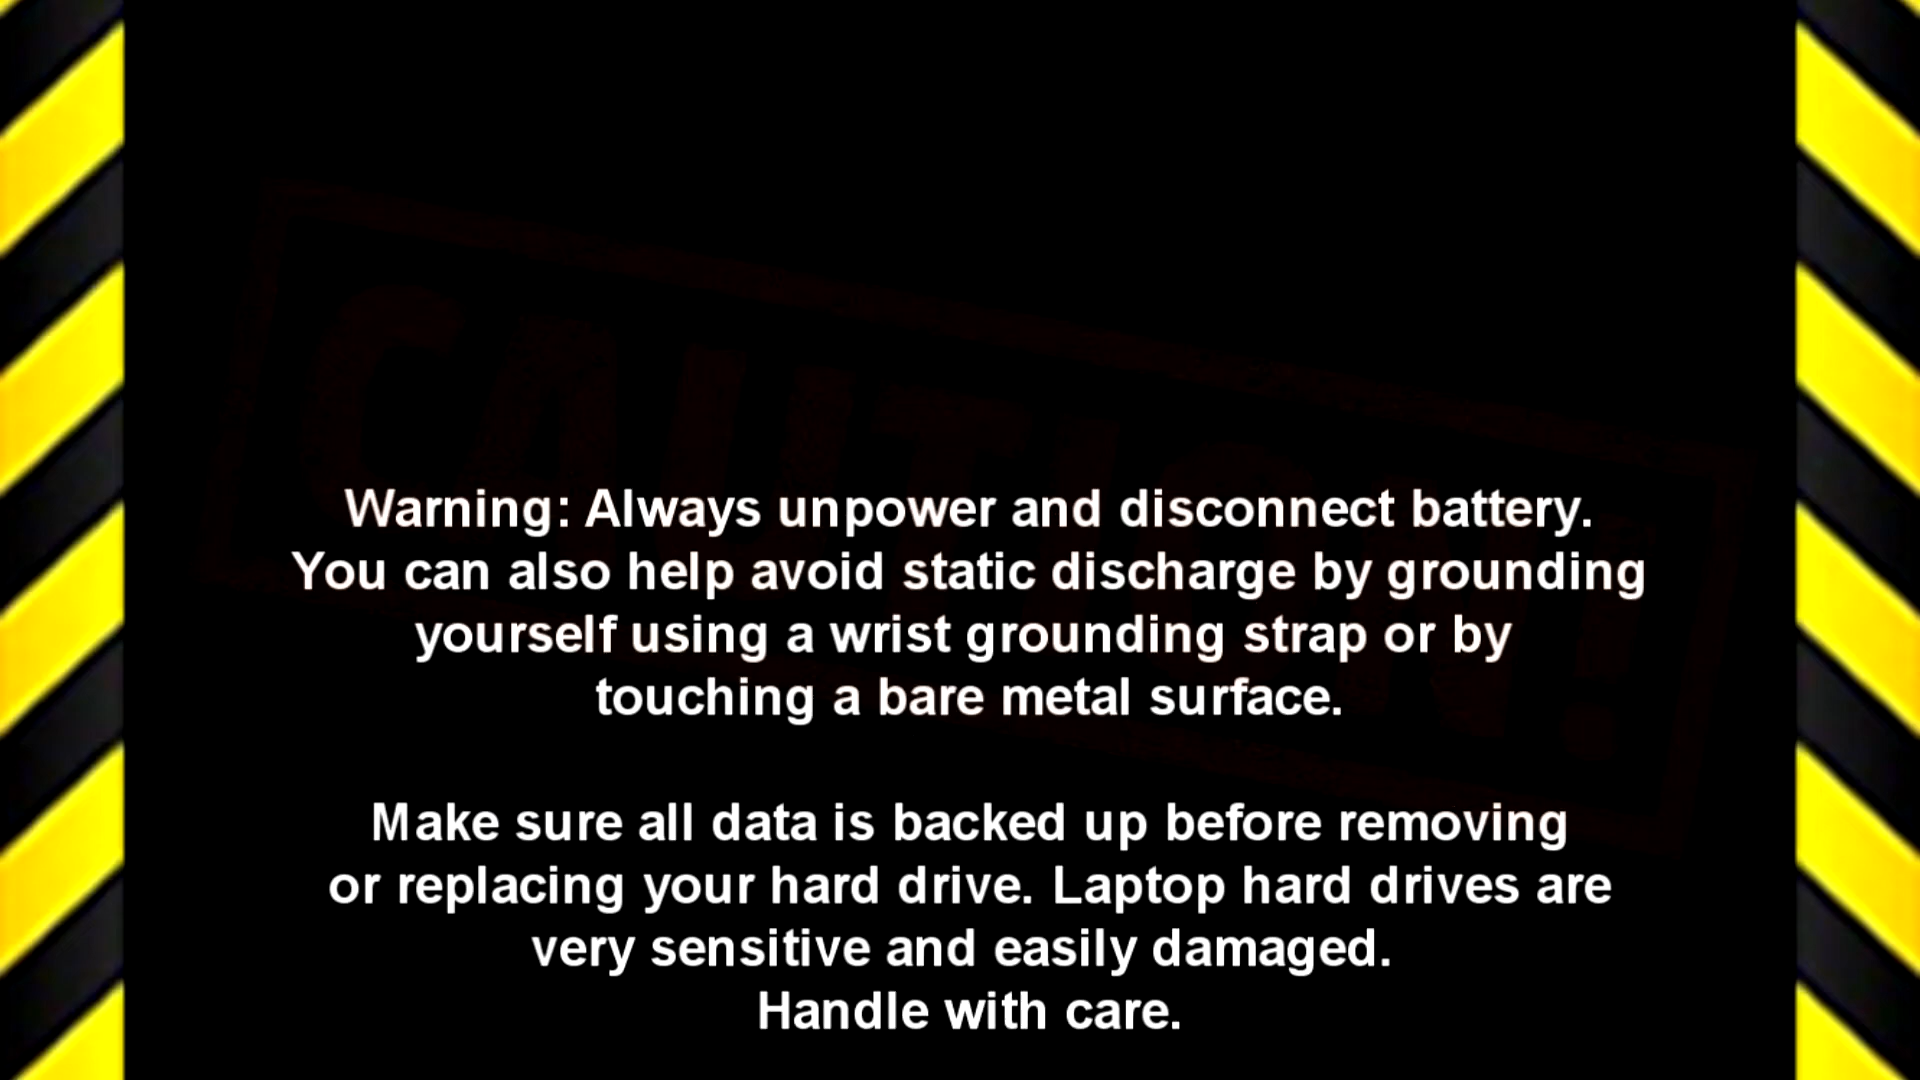 CAUTION!
Warning: Always unpower and disconnect battery.
You can also help avoid static discharge by grounding
yourself using a wrist grounding strap or by
touching a bare metal surface.
Make sure all data is backed up before removing
or replacing your hard drive. Laptop hard drives are
very sensitive and easily damaged.
Handle with care.